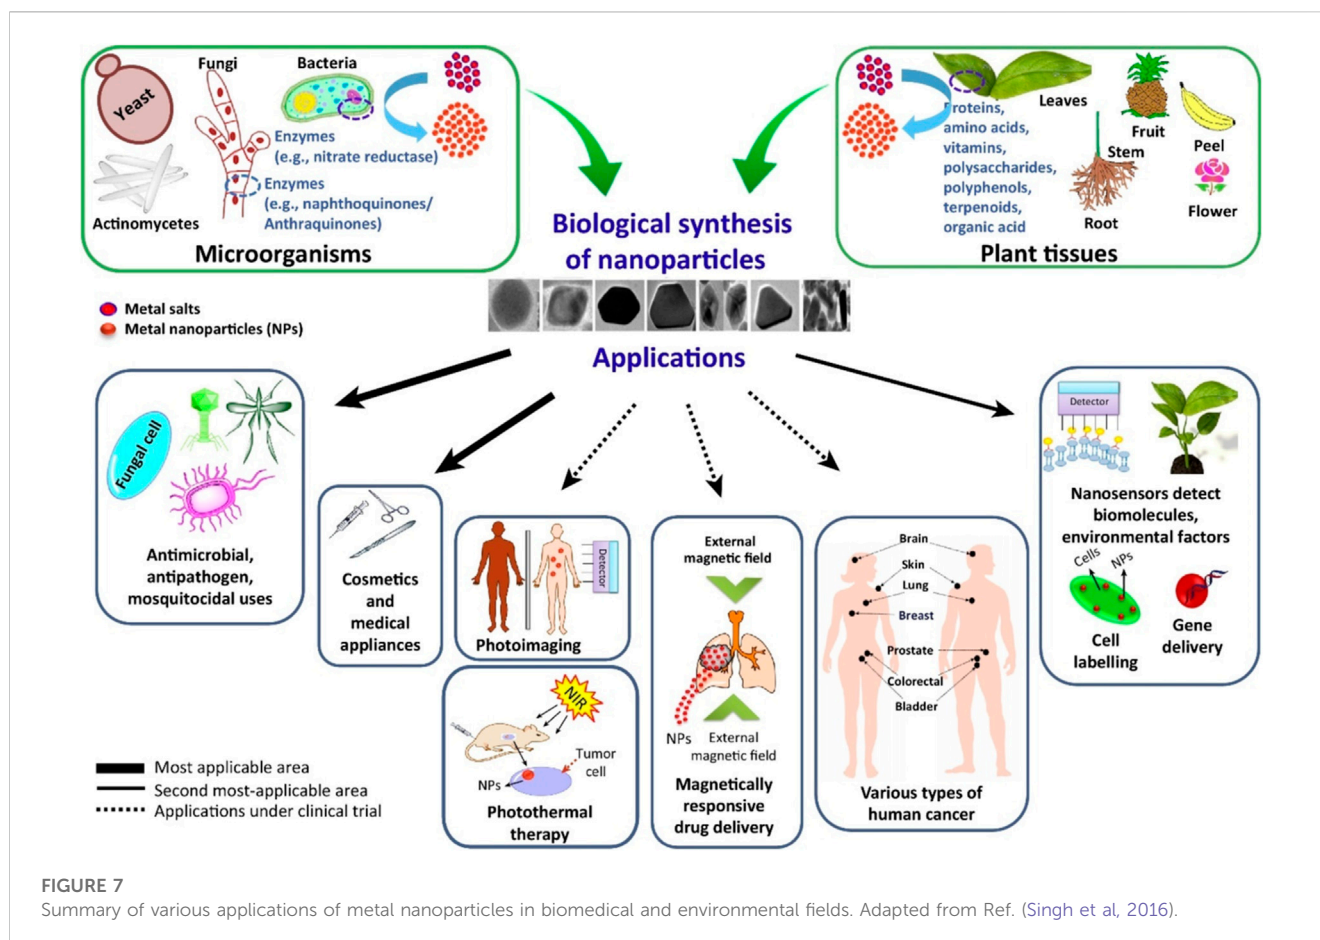 Yeast
Fungi
Bacteria
Enzymes
(e.g., nitrate reductase)
Enzymes
(e.g., naphthoquinones/
Anthraquinones)
Actinomycetes
Microorganisms
Leaves
Proteins,
amino acids,
vitamins,
polysaccharides,
polyphenols,
terpenoids,
organic acid
Fruit
Peel
Stem
Root
Flower
Plant tissues
Biological synthesis
of nanoparticles
Metal salts
Metal nanoparticles (NPs)
Applications
Fungal cell
Antimicrobial,
antipathogen,
mosquitocidal uses
Cosmetics
and
medical
appliances
Detector
Photoimaging
NIR
Tumor
cell
NPs
Photothermal
therapy
External
magnetic field
NPs
External
magnetic field
Magnetically
responsive
drug delivery
Brain
Skin
Lung
Breast
Prostate
Colorectal
Bladder
Various types of
human cancer
Detector
Nanosensors detect
biomolecules,
environmental factors
Cells
NPs
Cell
labelling
Gene
delivery
Most applicable area
Second most-applicable area
Applications under clinical trial
FIGURE 7
Summary of various applications of metal nanoparticles in biomedical and environmental fields. Adapted from Ref. (Singh et al, 2016).